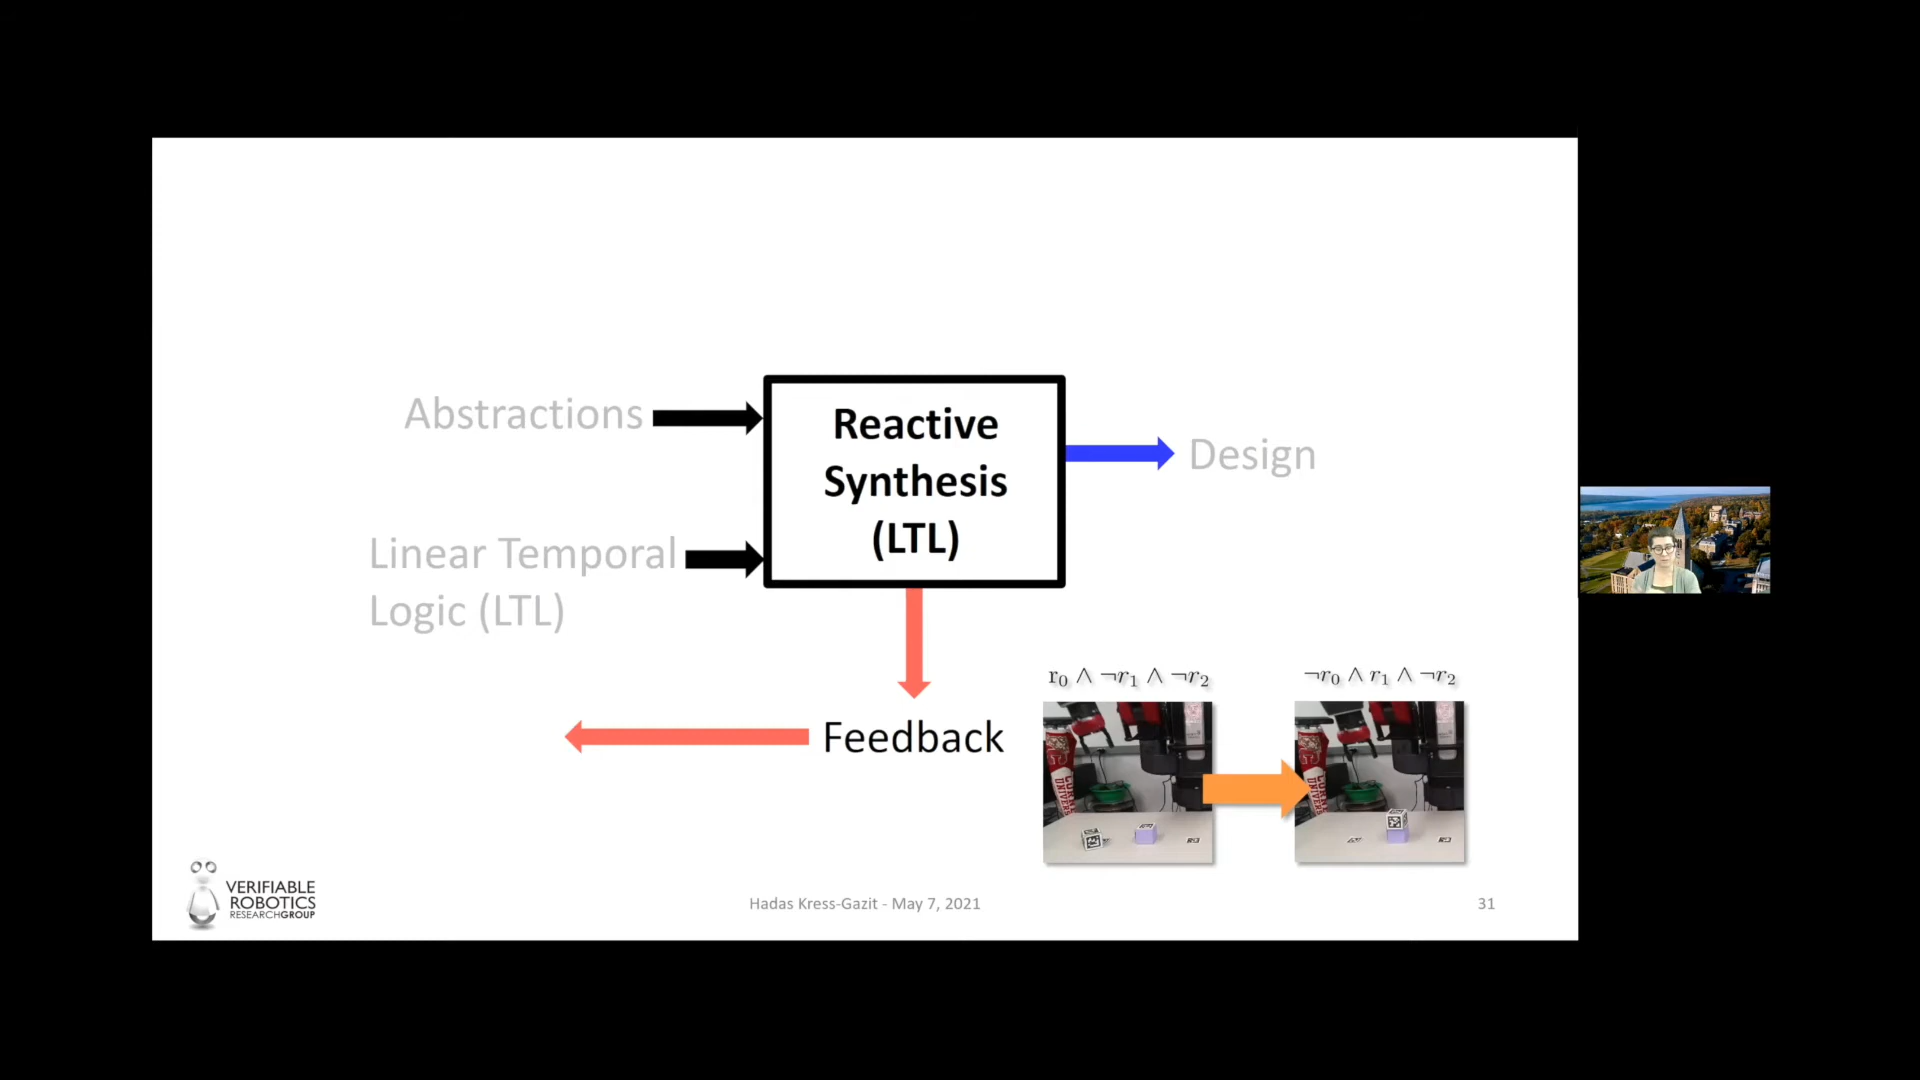 Abstractions
Reactive
Synthesis
(LTL)
Design
Linear Temporal
Logic (LTL)
r₀ ∧ ¬r₁ ∧ ¬r₂
¬r₀ ∧ r₁ ∧ ¬r₂
Feedback
VERIFIABLE
ROBOTICS
RESEARCHGROUP
Hadas Kress-Gazit - May 7, 2021
31